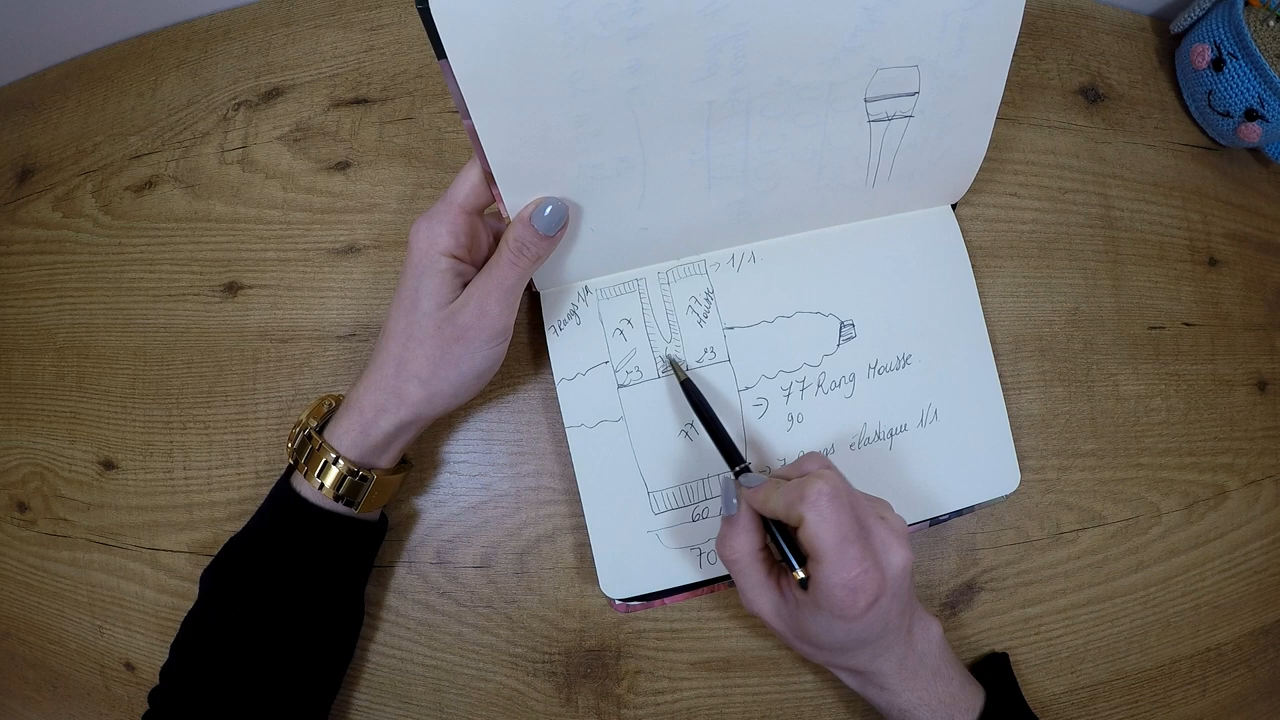 7 Rangs 1/1
1/1.
77
77 Mousse
23
23
77 Rang Mousse.
90
77
élastique 1/1
60
70